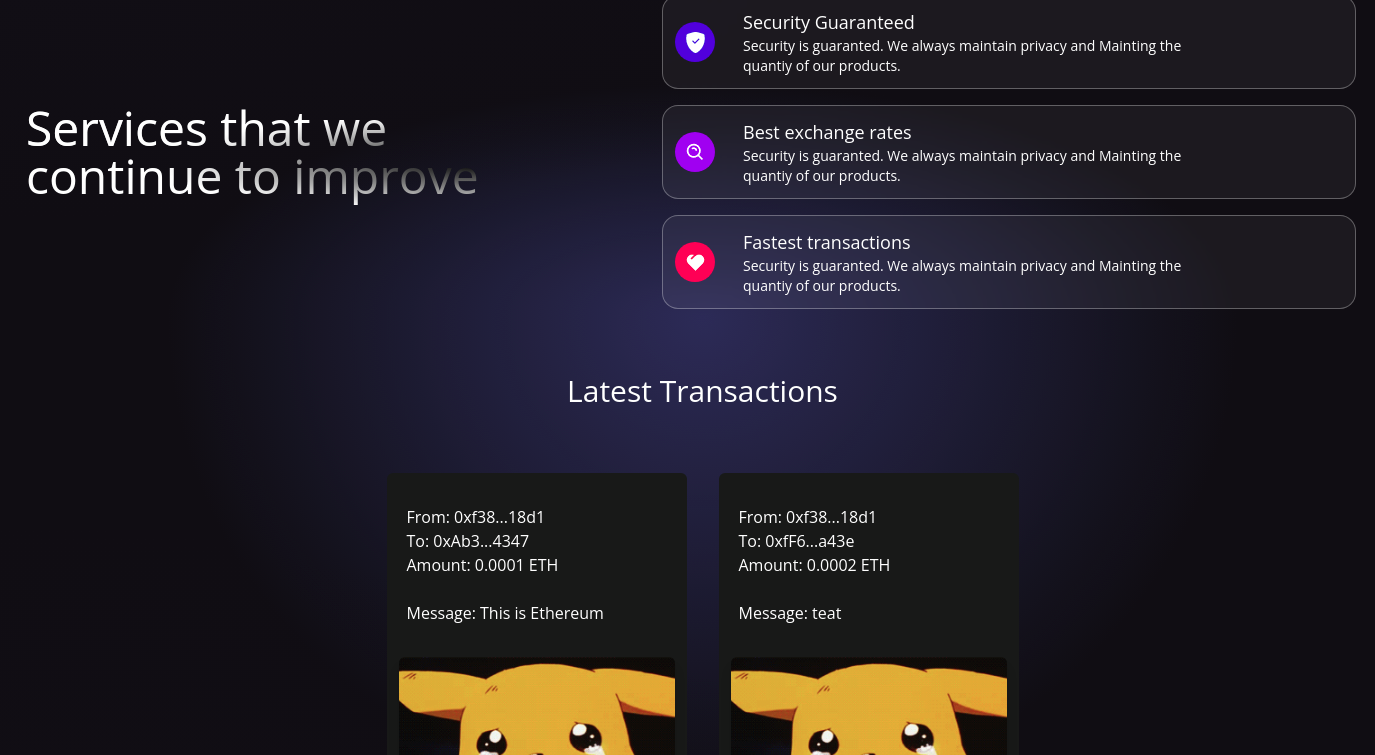 Services that we
continue to improve
Security Guaranteed
Security is guaranted. We always maintain privacy and Mainting the
quantiy of our products.
Best exchange rates
Security is guaranted. We always maintain privacy and Mainting the
quantiy of our products.
Fastest transactions
Security is guaranted. We always maintain privacy and Mainting the
quantiy of our products.
Latest Transactions
From: 0xf38...18d1
To: 0xAb3...4347
Amount: 0.0001 ETH
Message: This is Ethereum
From: 0xf38...18d1
To: 0xfF6...a43e
Amount: 0.0002 ETH
Message: teat